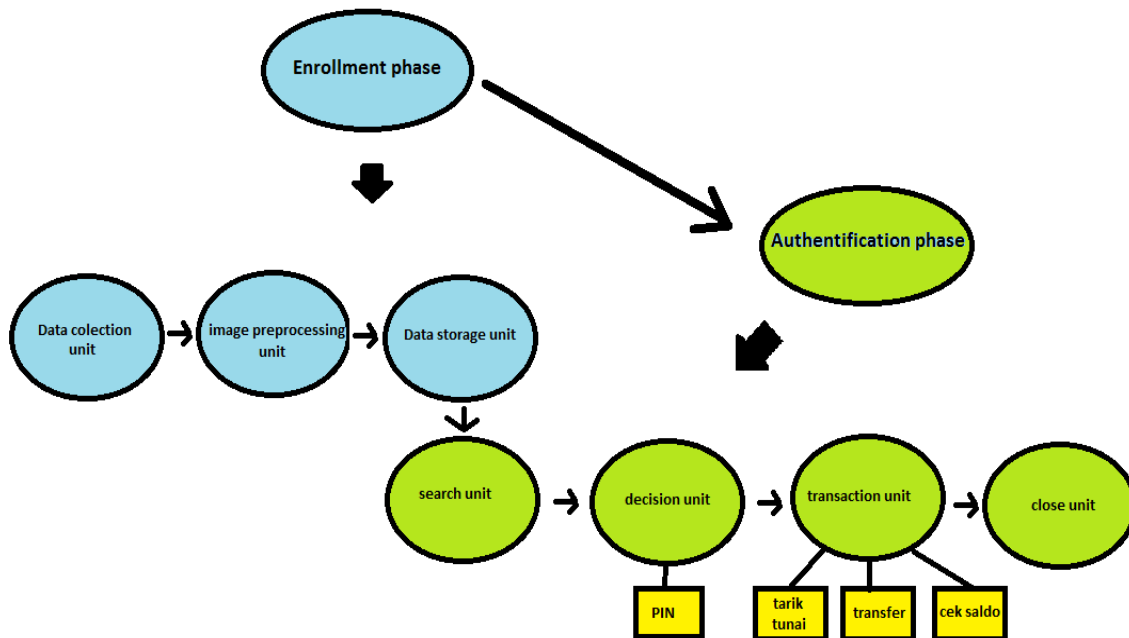 Enrollment phase
Authentification phase
Data colection
unit
image preprocessing
unit
Data storage unit
search unit
decision unit
transaction unit
close unit
PIN
tarik
tunai
transfer
cek saldo